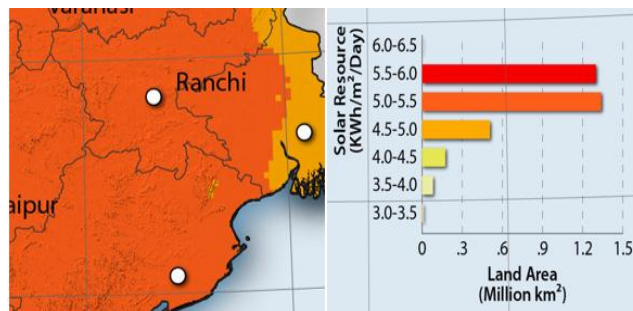 Varanasi
Ranchi
aipur
Solar Resource
(KWh/m²/Day)
6.0-6.5
5.5-6.0
5.0-5.5
4.5-5.0
4.0-4.5
3.5-4.0
3.0-3.5
0 .3 .6 .9 1.2 1.5
Land Area
(Million km²)